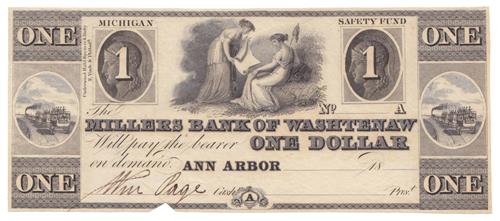 MICHIGAN SAFETY FUND
ONE ONE
1 1
The No A
MILLERS BANK OF WASHTENAW
Will pay the bearer ONE DOLLAR
on demand. ANN ARBOR 18
ONE ONE
Wm Page Cash.r A Pres.t